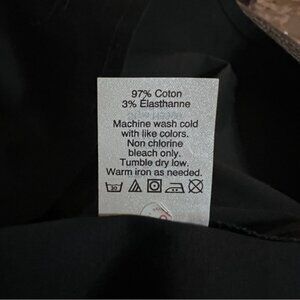 97% Coton
3% Élasthanne
Machine wash cold
with like colors.
Non chlorine
bleach only.
Tumble dry low.
Warm iron as needed.
30